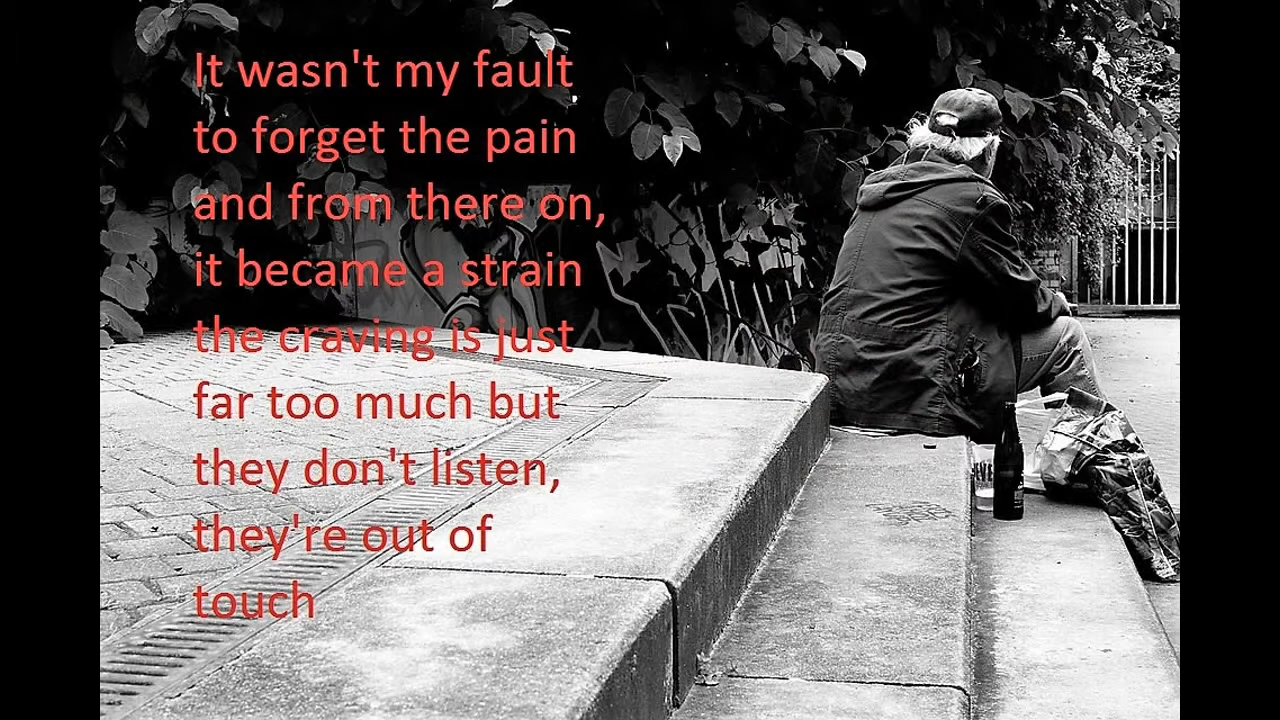 It wasn't my fault
to forget the pain
and from there on,
it became a strain
the craving is just
far too much but
they don't listen,
they're out of
touch